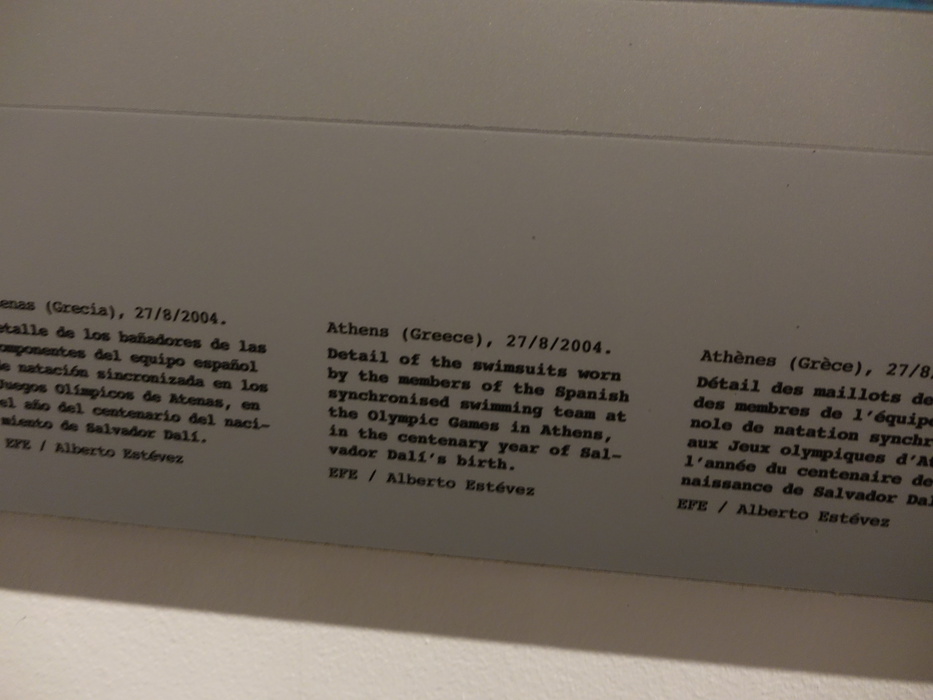 enas (Grecia), 27/8/2004.
etalle de los bañadores de las
omponentes del equipo español
e natación sincronizada en los
Juegos Olímpicos de Atenas, en
el año del centenario del naci-
miento de Salvador Dalí.
EFE / Alberto Estévez
Athens (Greece), 27/8/2004.
Detail of the swimsuits worn
by the members of the Spanish
synchronised swimming team at
the Olympic Games in Athens,
in the centenary year of Sal-
vador Dalí's birth.
EFE / Alberto Estévez
Athènes (Grèce), 27/8
Détail des maillots de
des membres de l'équipe
nole de natation synchr
aux Jeux olympiques d'At
l'année du centenaire de
naissance de Salvador Dal
EFE / Alberto Estévez